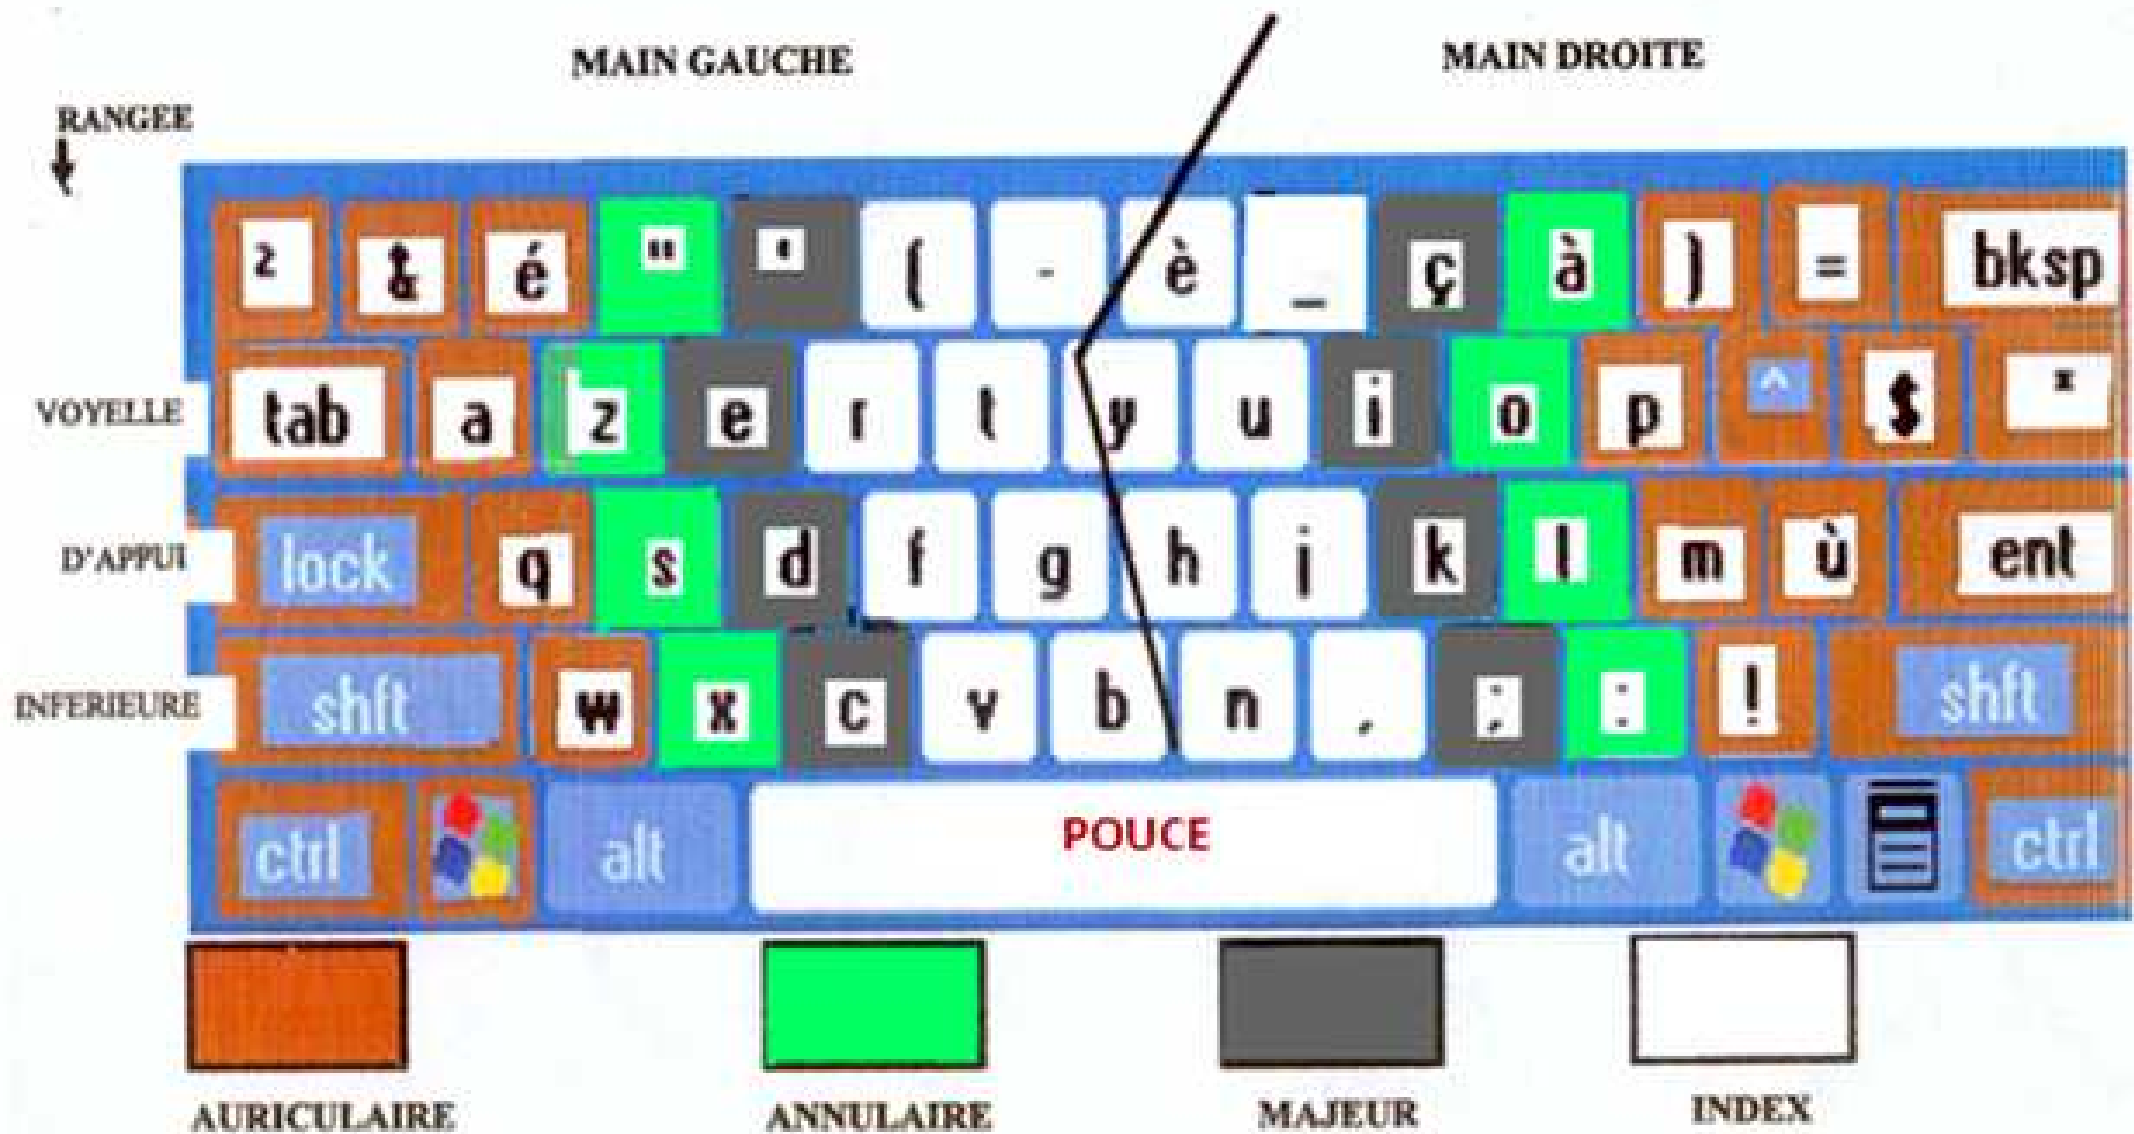 MAIN GAUCHE MAIN DROITE
RANGEE
² & é " ' ( - è _ ç à ) = bksp
VOYELLE tab a z e r t y u i o p ^ $ *
D'APPUI lock q s d f g h j k l m ù ent
INFERIEURE shft w x c v b n , ; : ! shft
ctrl alt POUCE alt ctrl
AURICULAIRE ANNULAIRE MAJEUR INDEX